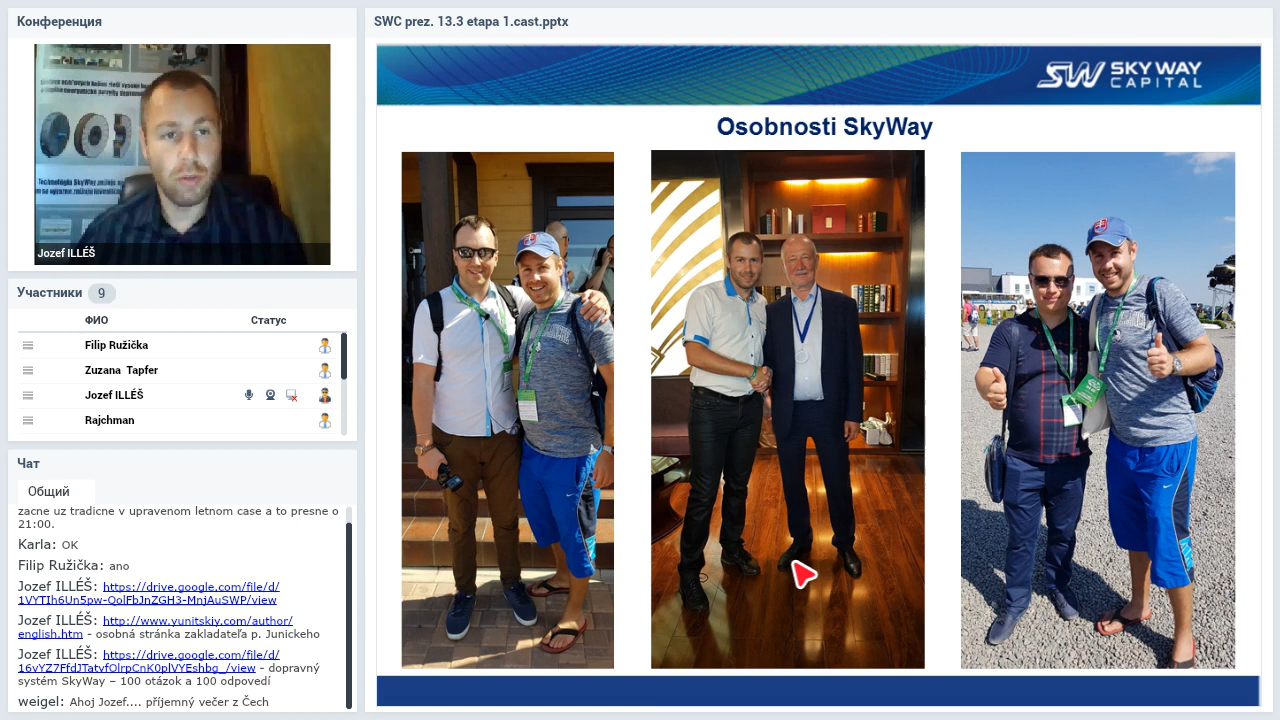 Конференция
Jozef ILLÉŠ
Участники 9
ФИО Статус
Filip Ružička
Zuzana Tapfer
Jozef ILLÉŠ
Rajchman
Чат
Общий
zacne uz tradicne v upravenom letnom case a to presne o
21:00.
Karla: OK
Filip Ružička: ano
Jozef ILLÉŠ: https://drive.google.com/file/d/
1VYTIh6Un5pw-QolFbJnZGH3-MnjAuSWP/view
Jozef ILLÉŠ: http://www.yunitskiy.com/author/
english.htm - osobná stránka zakladateľa p. Junickeho
Jozef ILLÉŠ: https://drive.google.com/file/d/
16vYZ7FfdJTatvfOlrpCnK0plVYEshbg_/view - dopravný
systém SkyWay – 100 otázok a 100 odpovedí
weigel: Ahoj Jozef.... příjemný večer z Čech
SWC prez. 13.3 etapa 1.cast.pptx
SW SKY WAY
CAPITAL
Osobnosti SkyWay